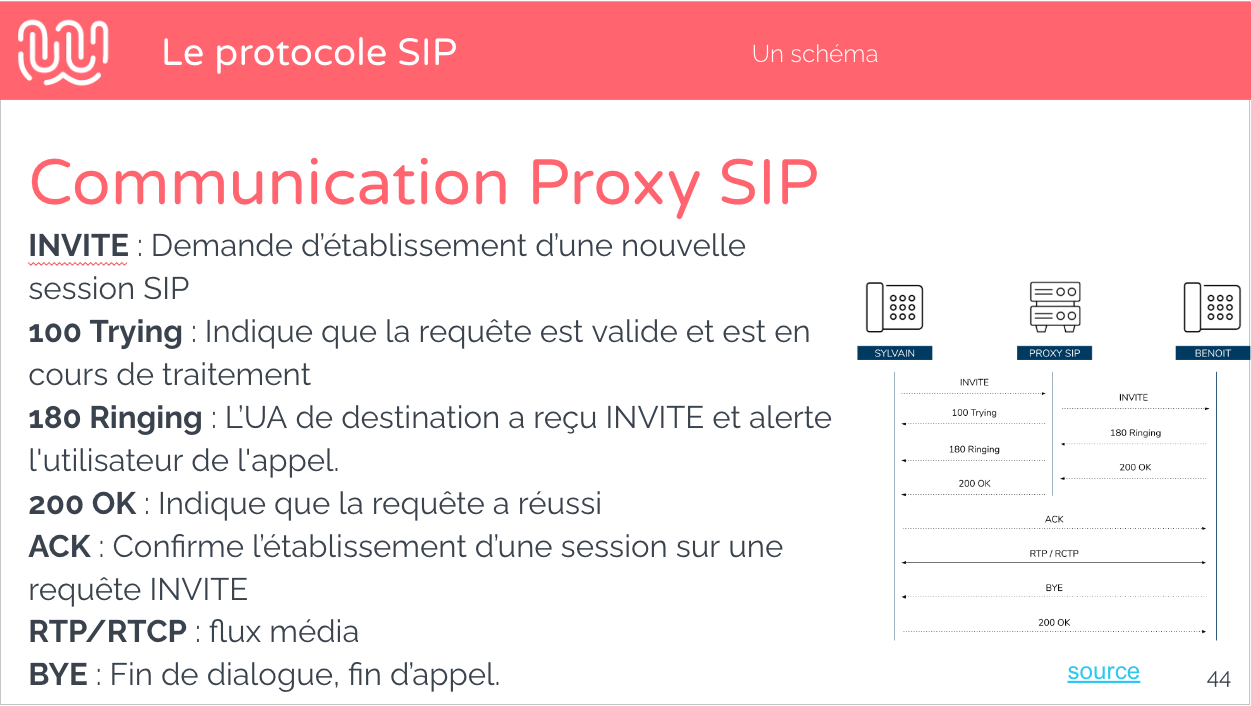 Le protocole SIP
Un schéma
Communication Proxy SIP
INVITE : Demande d’établissement d’une nouvelle
session SIP
100 Trying : Indique que la requête est valide et est en
cours de traitement
180 Ringing : L’UA de destination a reçu INVITE et alerte
l'utilisateur de l'appel.
200 OK : Indique que la requête a réussi
ACK : Confirme l’établissement d’une session sur une
requête INVITE
RTP/RTCP : flux média
BYE : Fin de dialogue, fin d’appel.
SYLVAIN
PROXY SIP
BENOIT
INVITE
INVITE
100 Trying
180 Ringing
180 Ringing
200 OK
200 OK
ACK
RTP / RCTP
BYE
200 OK
source
44